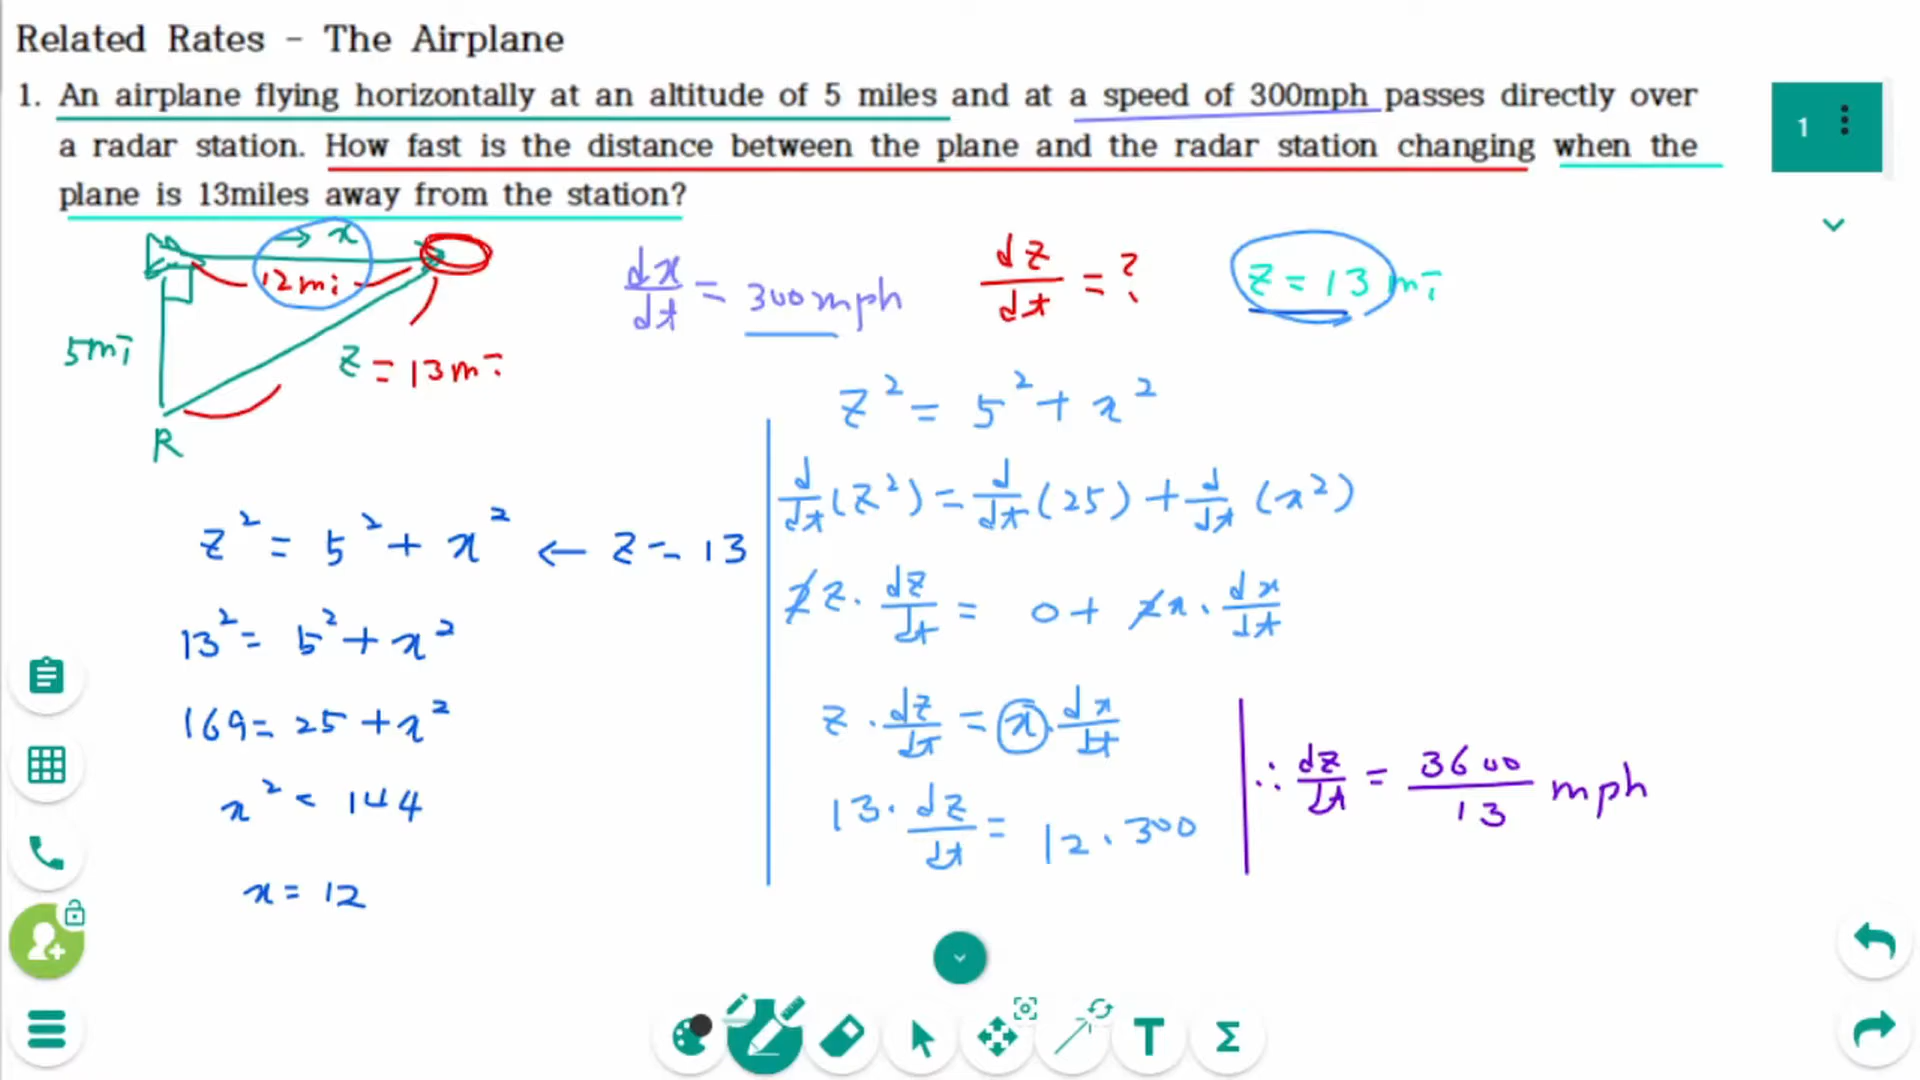 Related Rates - The Airplane
1. An airplane flying horizontally at an altitude of 5 miles and at a speed of 300mph passes directly over
a radar station. How fast is the distance between the plane and the radar station changing when the
plane is 13miles away from the station?
1
→ x
12mi
5mi
z = 13mi
R
dx/dt = 300mph
dz/dt = ?
z = 13 mi
z² = 5² + x² ← z = 13
13² = 5² + x²
169 = 25 + x²
x² = 144
x = 12
z² = 5² + x²
d/dt (z²) = d/dt (25) + d/dt (x²)
2z · dz/dt = 0 + 2x · dx/dt
z · dz/dt = x · dx/dt
13 · dz/dt = 12 · 300
∴ dz/dt = 3600/13 mph
T
Σ